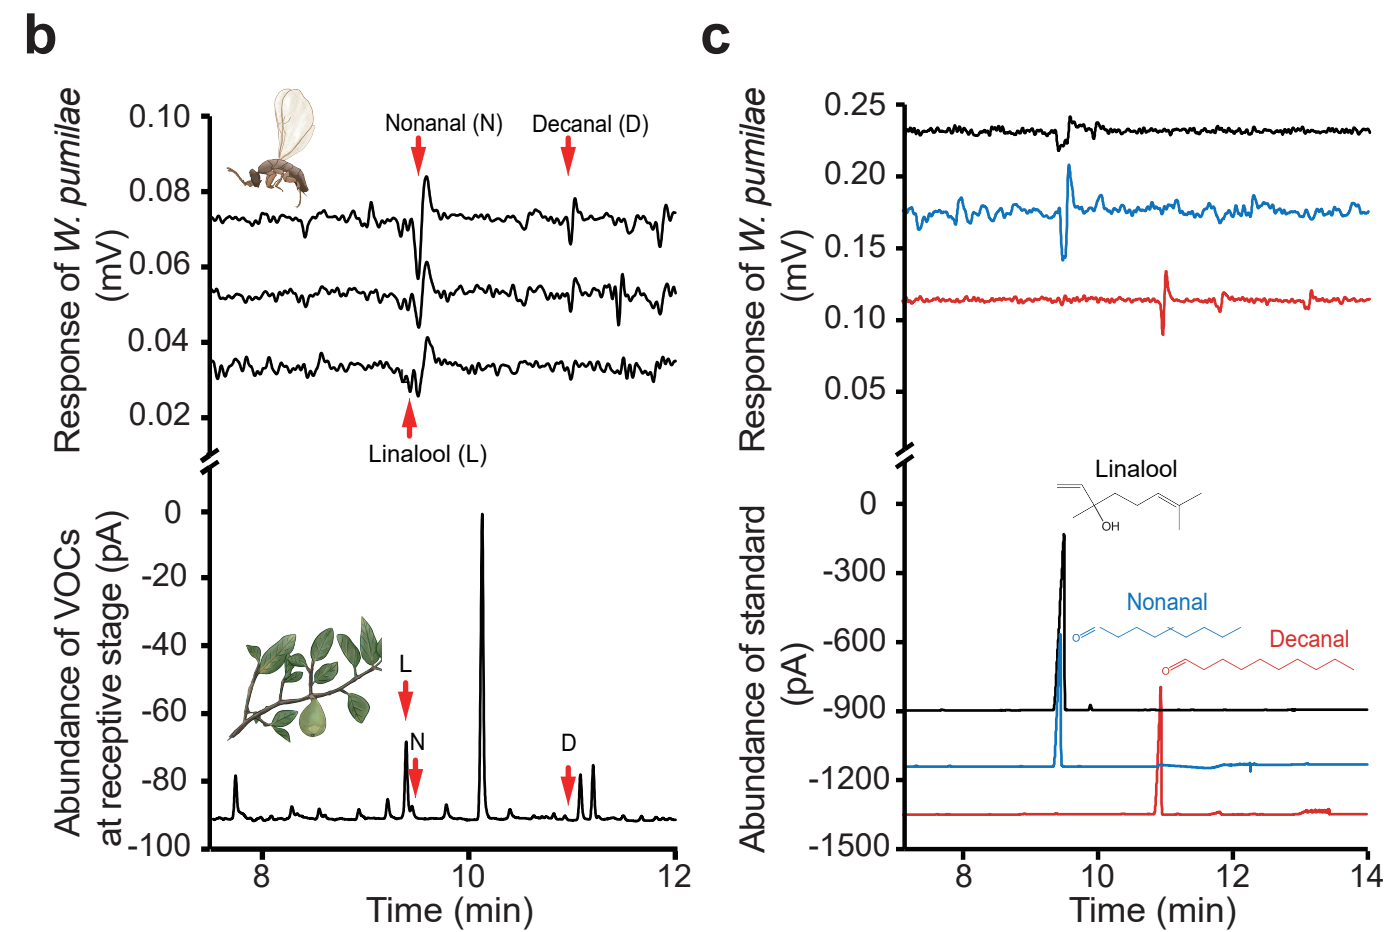 b
Response of W. pumilae
(mV)
0.10
0.08
0.06
0.04
0.02
Nonanal (N)
Decanal (D)
Linalool (L)
Abundance of VOCs
at receptive stage (pA)
0
-20
-40
-60
-80
-100
L
N
D
8
10
12
Time (min)
c
Response of W. pumilae
(mV)
0.25
0.20
0.15
0.10
0.05
Abundance of standard
(pA)
0
-300
-600
-900
-1200
-1500
Linalool
OH
Nonanal
O
Decanal
O
8
10
12
14
Time (min)